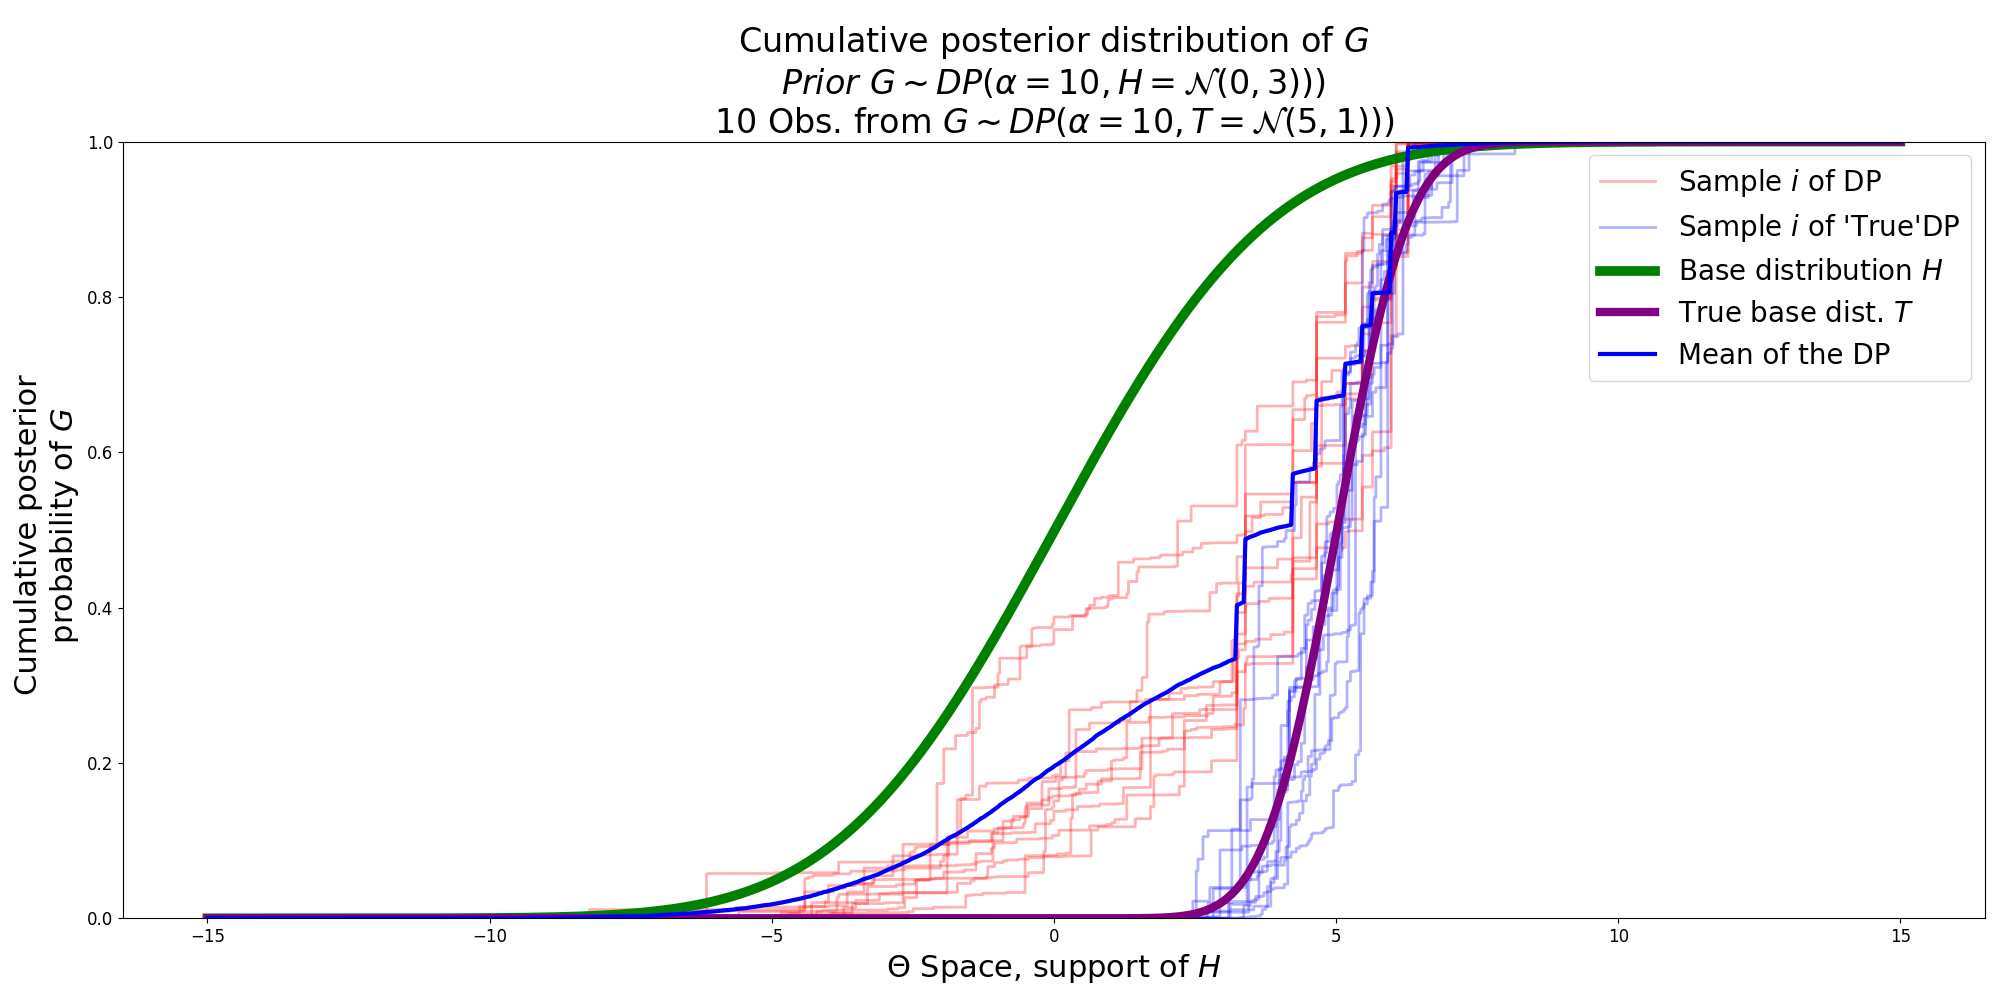 Cumulative posterior distribution of G
Prior G ∼ DP(α = 10, H = 𝒩(0, 3)))
10 Obs. from G ∼ DP(α = 10, T = 𝒩(5, 1)))
1.0
0.8
0.6
0.4
0.2
0.0
Cumulative posterior
probability of G
Sample i of DP
Sample i of 'True'DP
Base distribution H
True base dist. T
Mean of the DP
−15
−10
−5
0
5
10
15
Θ Space, support of H